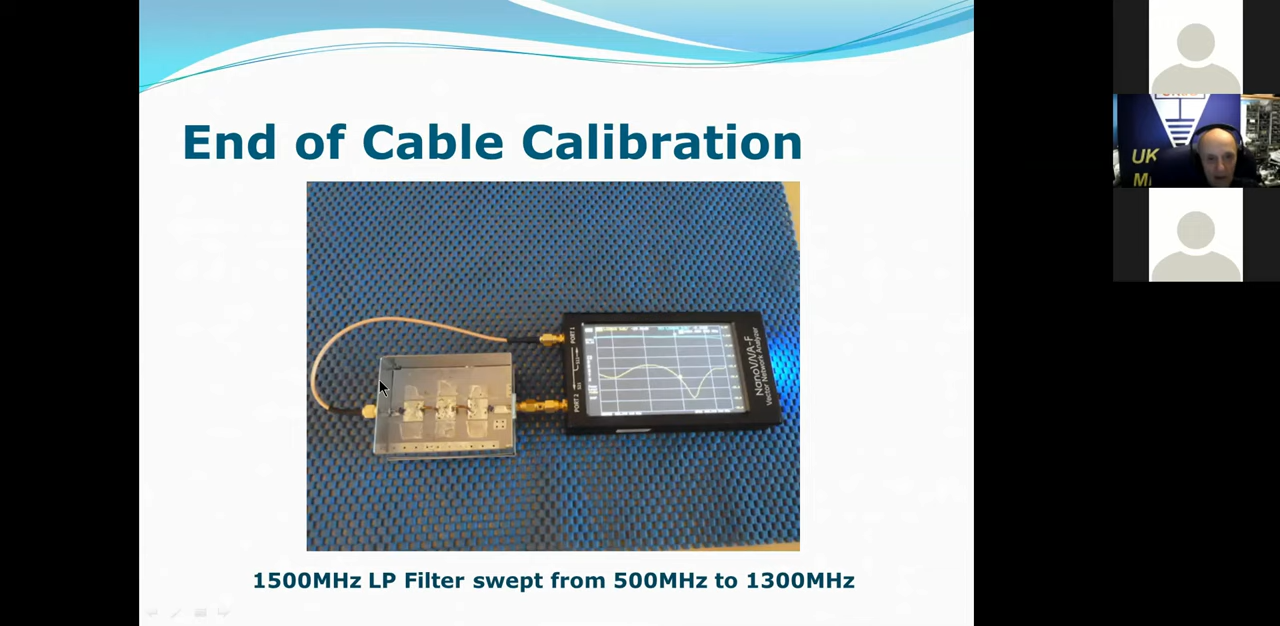 End of Cable Calibration
PORT 1
PORT 2
NanoVNA-F
Vector Network Analyzer
1500MHz LP Filter swept from 500MHz to 1300MHz
UK